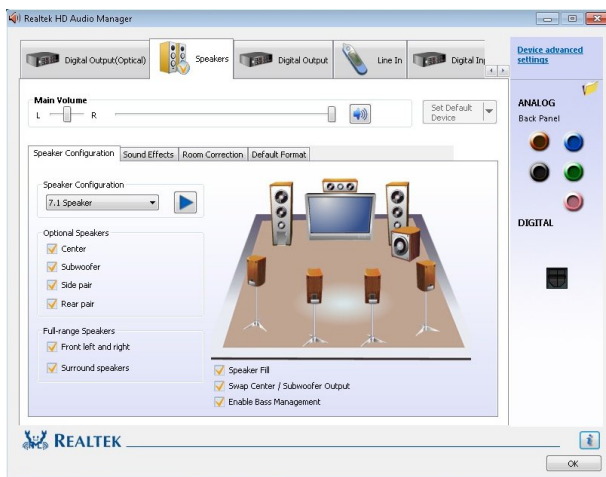 Realtek HD Audio Manager
Digital Output(Optical)
Speakers
Digital Output
Line In
Digital Inp
Device advanced
settings
Main Volume
L
R
Set Default
Device
ANALOG
Back Panel
Speaker Configuration
Sound Effects
Room Correction
Default Format
Speaker Configuration
7.1 Speaker
Optional Speakers
Center
Subwoofer
Side pair
Rear pair
DIGITAL
Full-range Speakers
Front left and right
Surround speakers
Speaker Fill
Swap Center / Subwoofer Output
Enable Bass Management
REALTEK
i
OK